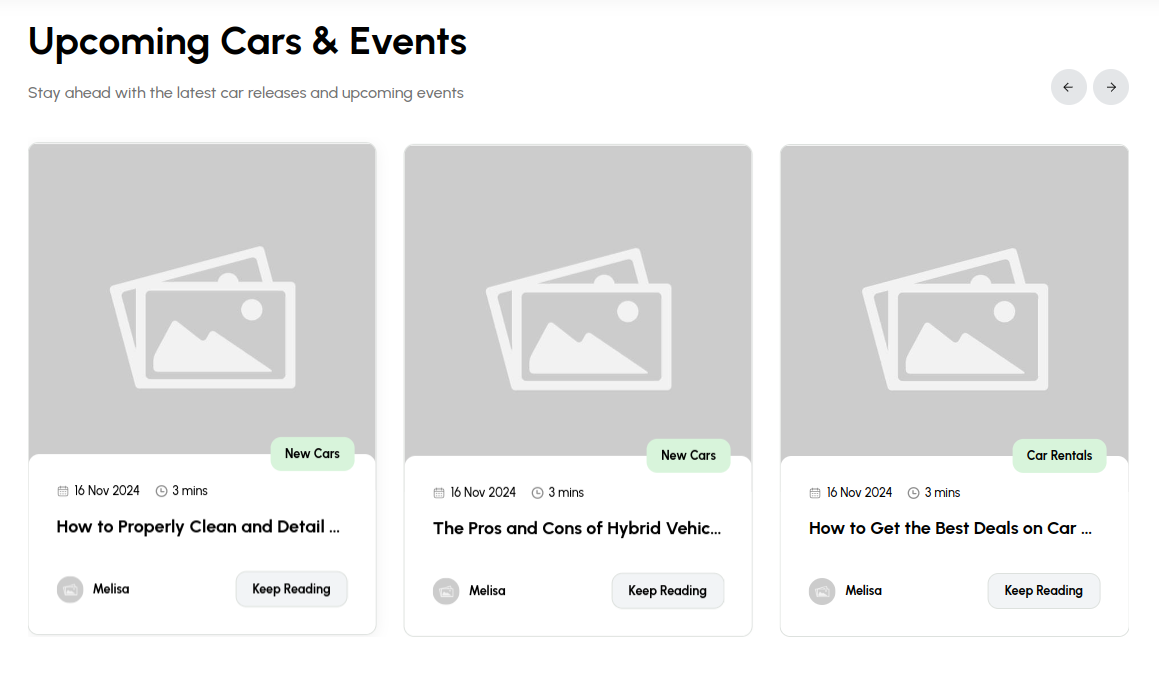 Upcoming Cars & Events
Stay ahead with the latest car releases and upcoming events
New Cars
16 Nov 2024 3 mins
How to Properly Clean and Detail ...
Melisa
Keep Reading
New Cars
16 Nov 2024 3 mins
The Pros and Cons of Hybrid Vehic...
Melisa
Keep Reading
Car Rentals
16 Nov 2024 3 mins
How to Get the Best Deals on Car ...
Melisa
Keep Reading